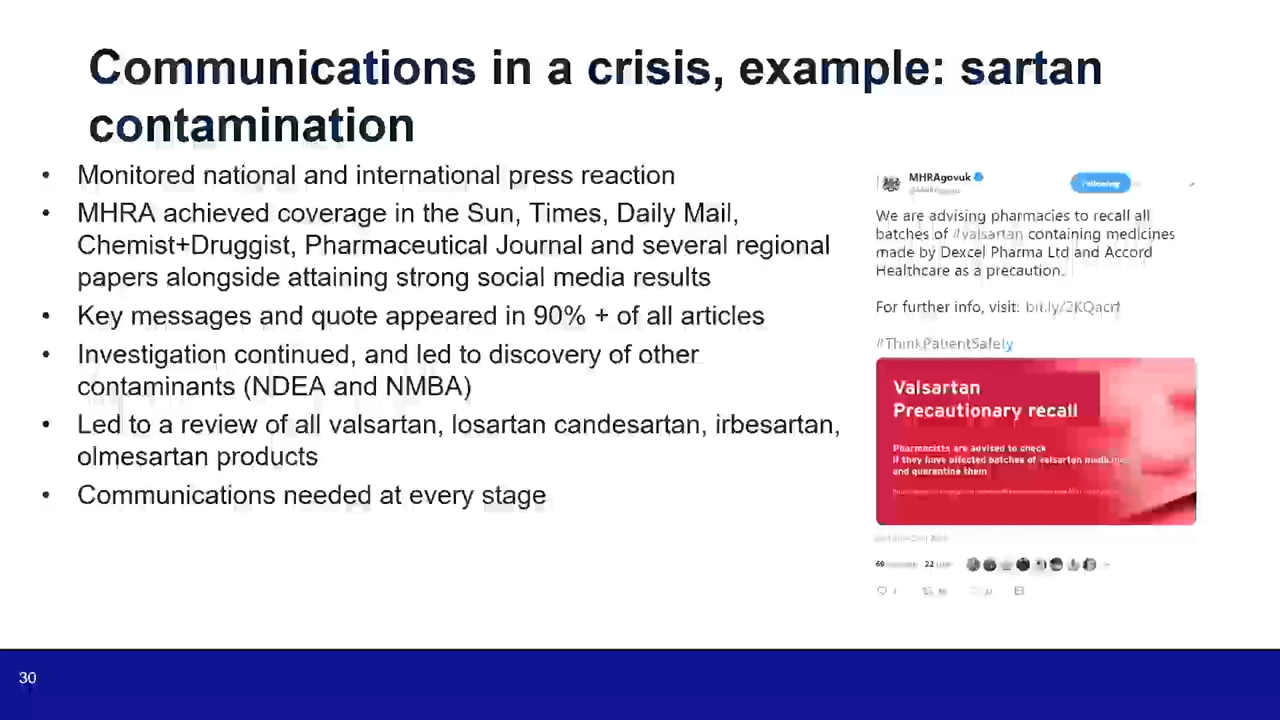 Communications in a crisis, example: sartan
contamination
• Monitored national and international press reaction
• MHRA achieved coverage in the Sun, Times, Daily Mail,
Chemist+Druggist, Pharmaceutical Journal and several regional
papers alongside attaining strong social media results
• Key messages and quote appeared in 90% + of all articles
• Investigation continued, and led to discovery of other
contaminants (NDEA and NMBA)
• Led to a review of all valsartan, losartan candesartan, irbesartan,
olmesartan products
• Communications needed at every stage
MHRAgovuk
Following
We are advising pharmacies to recall all
batches of #valsartan containing medicines
made by Dexcel Pharma Ltd and Accord
Healthcare as a precaution.
For further info, visit:
#ThinkPatientSafely
Valsartan
Precautionary recall
Pharmacists are advised to check
if they have affected batches of valsartan
and quarantine them
22
30